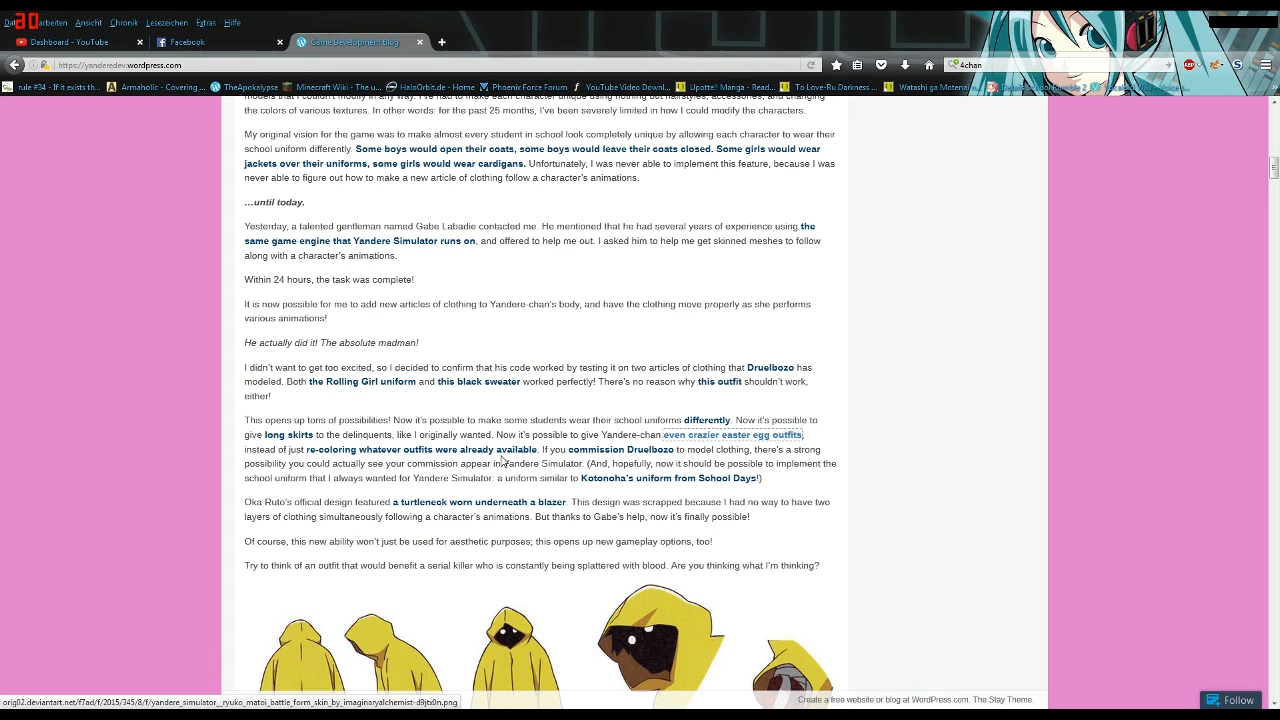 Ansicht Chronik Lesezeichen Extras Hilfe
20
Dashboard - YouTube Facebook Game Development Blog
https://yanderedev.wordpress.com 4chan
rule #34 - If it exists th... Armaholic - Covering ... TheApokalypse Minecraft Wiki - The u... HaloOrbit.de - Home Phoenix Force Forum YouTube Video Downl... Upotte!! Manga - Read... To Love-Ru Darkness ... Watashi ga Motenai...
the colors of various textures. In other words: for the past 25 months, I've been severely limited in how I could modify the characters.
My original vision for the game was to make almost every student in school look completely unique by allowing each character to wear their
school uniform differently. Some boys would open their coats, some boys would leave their coats closed. Some girls would wear
jackets over their uniforms, some girls would wear cardigans. Unfortunately, I was never able to implement this feature, because I was
never able to figure out how to make a new article of clothing follow a character's animations.
…until today.
Yesterday, a talented gentleman named Gabe Labadie contacted me. He mentioned that he had several years of experience using the
same game engine that Yandere Simulator runs on, and offered to help me out. I asked him to help me get skinned meshes to follow
along with a character's animations.
Within 24 hours, the task was complete!
It is now possible for me to add new articles of clothing to Yandere-chan's body, and have the clothing move properly as she performs
various animations!
He actually did it! The absolute madman!
I didn't want to get too excited, so I decided to confirm that his code worked by testing it on two articles of clothing that Druelbozo has
modeled. Both the Rolling Girl uniform and this black sweater worked perfectly! There's no reason why this outfit shouldn't work,
either!
This opens up tons of possibilities! Now it's possible to make some students wear their school uniforms differently. Now it's possible to
give long skirts to the delinquents, like I originally wanted. Now it's possible to give Yandere-chan even crazier easter egg outfits,
instead of just re-coloring whatever outfits were already available. If you commission Druelbozo to model clothing, there's a strong
possibility you could actually see your commission appear in Yandere Simulator. (And, hopefully, now it should be possible to implement the
school uniform that I always wanted for Yandere Simulator: a uniform similar to Kotonoha's uniform from School Days!)
Oka Ruto's official design featured a turtleneck worn underneath a blazer. This design was scrapped because I had no way to have two
layers of clothing simultaneously following a character's animations. But thanks to Gabe's help, now it's finally possible!
Of course, this new ability won't just be used for aesthetic purposes; this opens up new gameplay options, too!
Try to think of an outfit that would benefit a serial killer who is constantly being splattered with blood. Are you thinking what I'm thinking?
Create a free website or blog at WordPress.com. The Stay Theme.
Follow
orig02.deviantart.net/f7ad/f/2015/345/8/f/yandere_simulator__ryuko_matoi_battle_form_skin_by_imaginaryalchemist-d9jtx0n.png